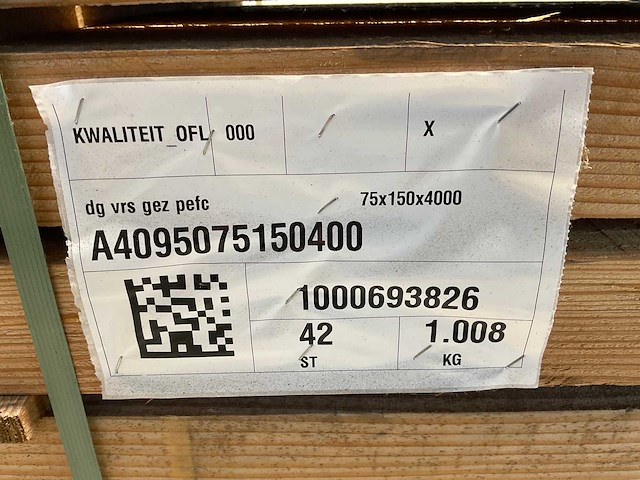 KWALITEIT_OFL 000 X
dg vrs gez pefc 75x150x4000
A4095075150400
1000693826
42 1.008
ST KG